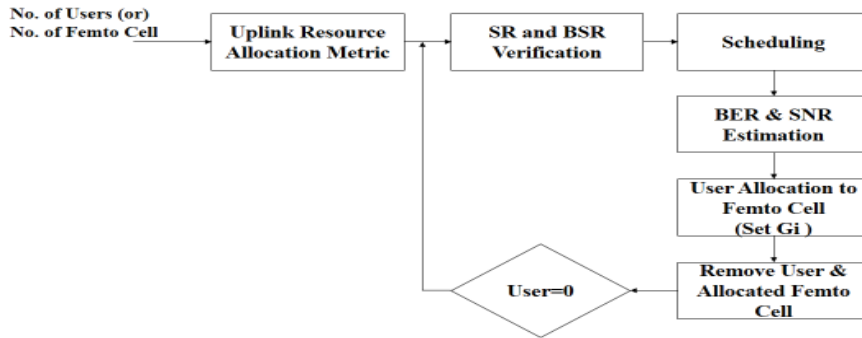 No. of Users (or)
No. of Femto Cell
Uplink Resource
Allocation Metric
SR and BSR
Verification
Scheduling
BER & SNR
Estimation
User Allocation to
Femto Cell
(Set Gi )
Remove User &
Allocated Femto
Cell
User=0